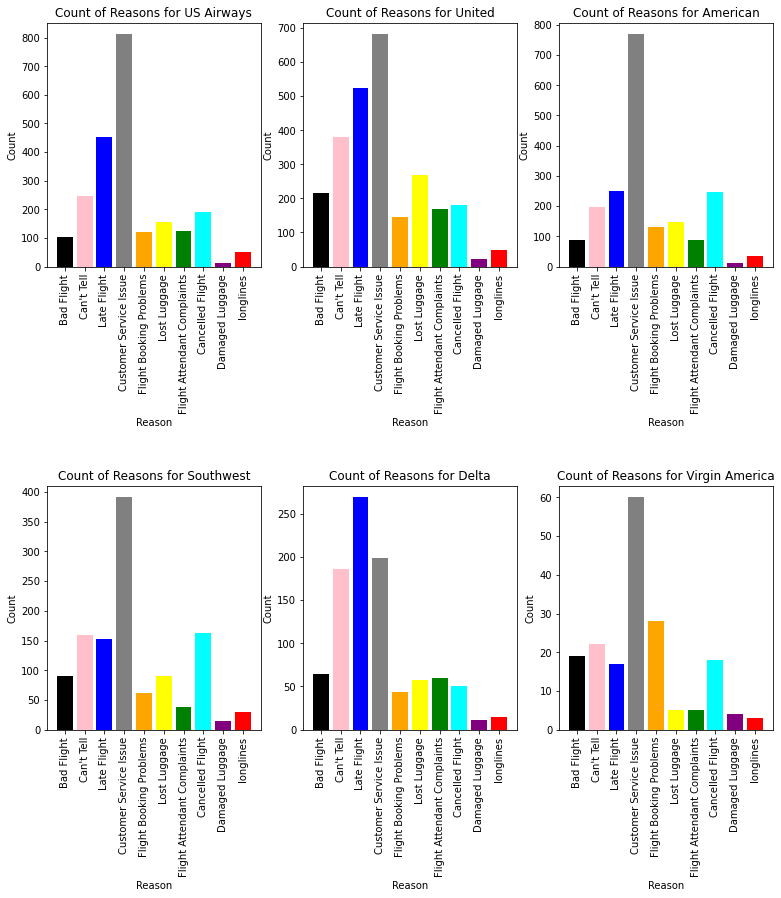 Count of Reasons for US Airways
Count
800
700
600
500
400
300
200
100
0
Bad Flight
Can't Tell
Late Flight
Customer Service Issue
Flight Booking Problems
Lost Luggage
Flight Attendant Complaints
Cancelled Flight
Damaged Luggage
longlines
Reason
Count of Reasons for United
Count
700
600
500
400
300
200
100
0
Bad Flight
Can't Tell
Late Flight
Customer Service Issue
Flight Booking Problems
Lost Luggage
Flight Attendant Complaints
Cancelled Flight
Damaged Luggage
longlines
Reason
Count of Reasons for American
Count
800
700
600
500
400
300
200
100
0
Bad Flight
Can't Tell
Late Flight
Customer Service Issue
Flight Booking Problems
Lost Luggage
Flight Attendant Complaints
Cancelled Flight
Damaged Luggage
longlines
Reason
Count of Reasons for Southwest
Count
400
350
300
250
200
150
100
50
0
Bad Flight
Can't Tell
Late Flight
Customer Service Issue
Flight Booking Problems
Lost Luggage
Flight Attendant Complaints
Cancelled Flight
Damaged Luggage
longlines
Reason
Count of Reasons for Delta
Count
250
200
150
100
50
0
Bad Flight
Can't Tell
Late Flight
Customer Service Issue
Flight Booking Problems
Lost Luggage
Flight Attendant Complaints
Cancelled Flight
Damaged Luggage
longlines
Reason
Count of Reasons for Virgin America
Count
60
50
40
30
20
10
0
Bad Flight
Can't Tell
Late Flight
Customer Service Issue
Flight Booking Problems
Lost Luggage
Flight Attendant Complaints
Cancelled Flight
Damaged Luggage
longlines
Reason